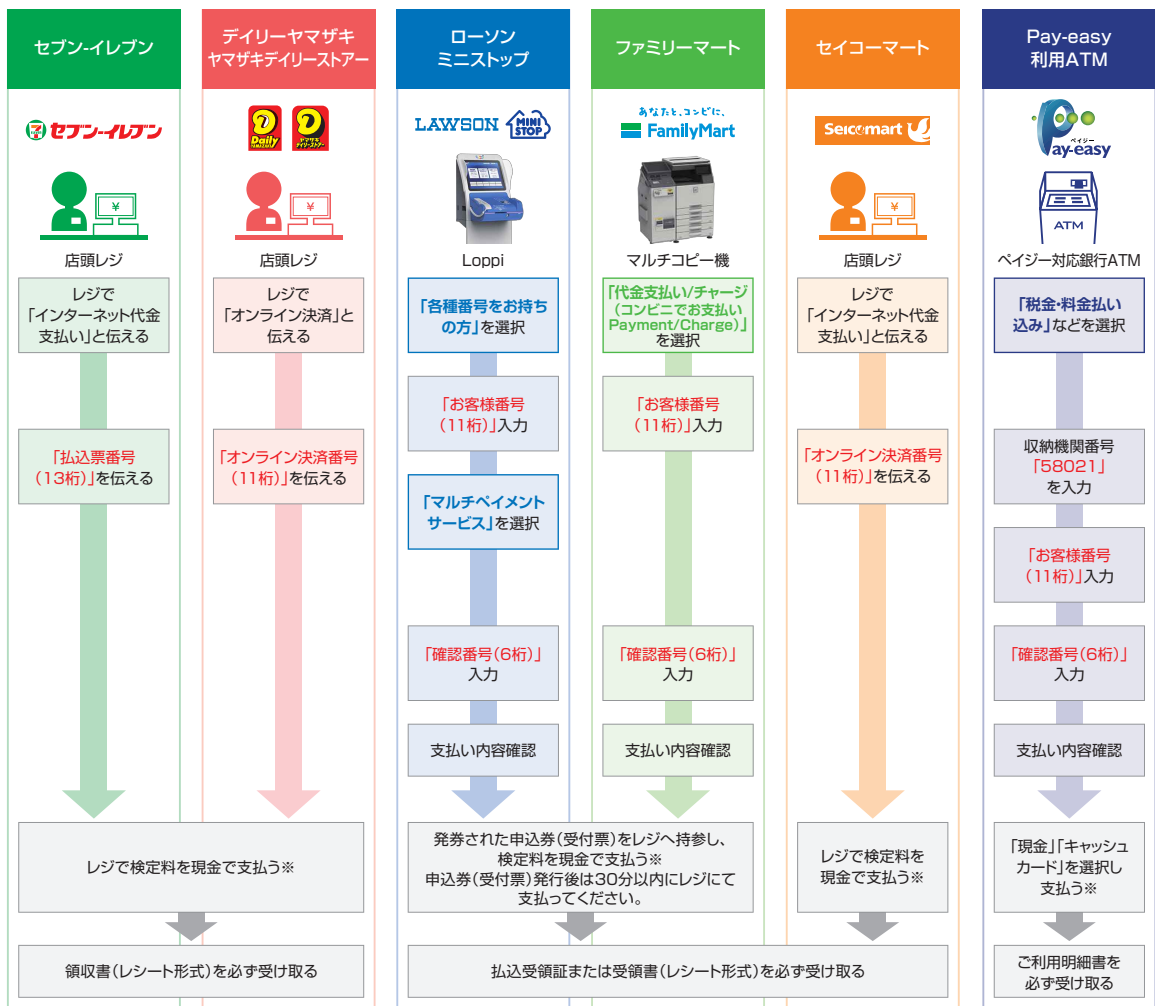 セブン-イレブン
デイリーヤマザキ
ヤマザキデイリーストアー
ローソン
ミニストップ
ファミリーマート
セイコーマート
Pay-easy
利用ATM
セブン-イレブン
Daily
YAMAZAKI
ヤマザキ
デイリーストアー
LAWSON
MINI
STOP
あなたと、コンビに、
FamilyMart
Seicomart
ペイジー
Pay-easy
¥
¥
¥
ATM
店頭レジ
店頭レジ
Loppi
マルチコピー機
店頭レジ
ペイジー対応銀行ATM
レジで
「インターネット代金
支払い」と伝える
レジで
「オンライン決済」と
伝える
「各種番号をお持ち
の方」を選択
「代金支払い/チャージ
(コンビニでお支払い
Payment/Charge)」
を選択
レジで
「インターネット代金
支払い」と伝える
「税金・料金払い
込み」などを選択
「お客様番号
(11桁)」入力
「お客様番号
(11桁)」入力
「払込票番号
(13桁)」を伝える
「オンライン決済番号
(11桁)」を伝える
「マルチペイメント
サービス」を選択
「オンライン決済番号
(11桁)」を伝える
収納機関番号
「58021」
を入力
「お客様番号
(11桁)」入力
「確認番号(6桁)」
入力
「確認番号(6桁)」
入力
「確認番号(6桁)」
入力
支払い内容確認
支払い内容確認
支払い内容確認
レジで検定料を現金で支払う※
発券された申込券(受付票)をレジへ持参し、
検定料を現金で支払う※
申込券(受付票)発行後は30分以内にレジにて
支払ってください。
レジで検定料を
現金で支払う※
「現金」「キャッシュ
カード」を選択し
支払う※
領収書(レシート形式)を必ず受け取る
払込受領証または受領書(レシート形式)を必ず受け取る
ご利用明細書を
必ず受け取る